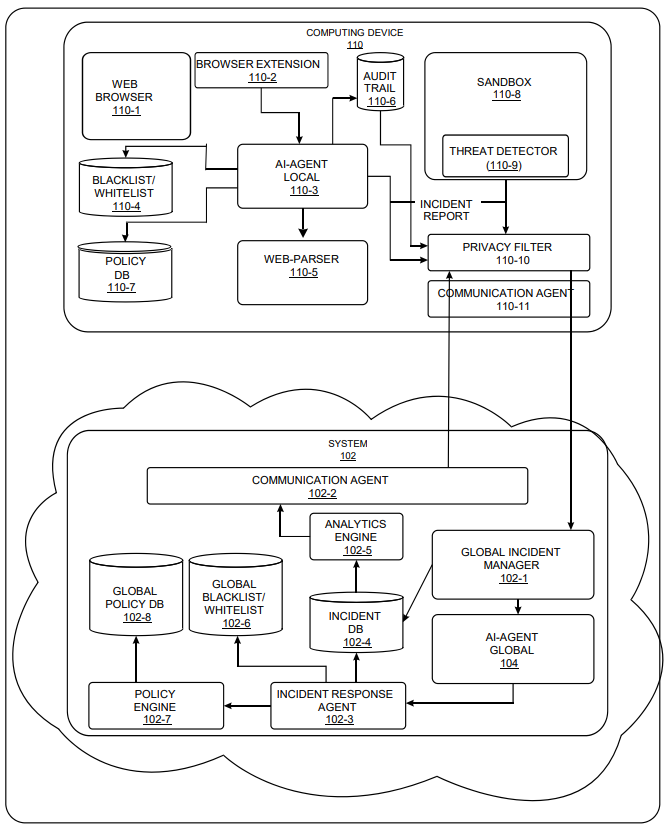 COMPUTING DEVICE
110
WEB
BROWSER
110-1
BROWSER EXTENSION
110-2
AUDIT
TRAIL
110-6
SANDBOX
110-8
THREAT DETECTOR
(110-9)
AI-AGENT
LOCAL
110-3
BLACKLIST/
WHITELIST
110-4
INCIDENT
REPORT
POLICY
DB
110-7
WEB-PARSER
110-5
PRIVACY FILTER
110-10
COMMUNICATION AGENT
110-11
SYSTEM
102
COMMUNICATION AGENT
102-2
ANALYTICS
ENGINE
102-5
GLOBAL INCIDENT
MANAGER
102-1
GLOBAL
POLICY DB
102-8
GLOBAL
BLACKLIST/
WHITELIST
102-6
INCIDENT
DB
102-4
AI-AGENT
GLOBAL
104
POLICY
ENGINE
102-7
INCIDENT RESPONSE
AGENT
102-3